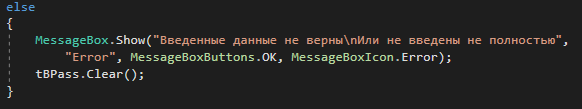 else
{
MessageBox.Show("Введенные данные не верны\nИли не введены не полностью",
"Error", MessageBoxButtons.OK, MessageBoxIcon.Error);
tBPass.Clear();
}